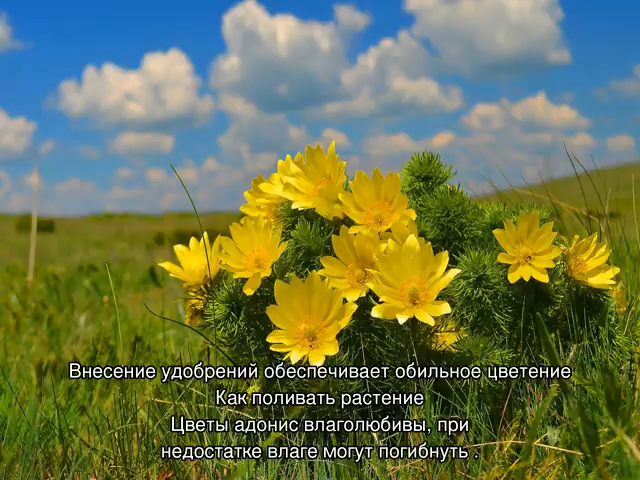 Внесение удобрений обеспечивает обильное цветение
Как поливать растение
Цветы адонис влаголюбивы, при
недостатке влаге могут погибнуть .